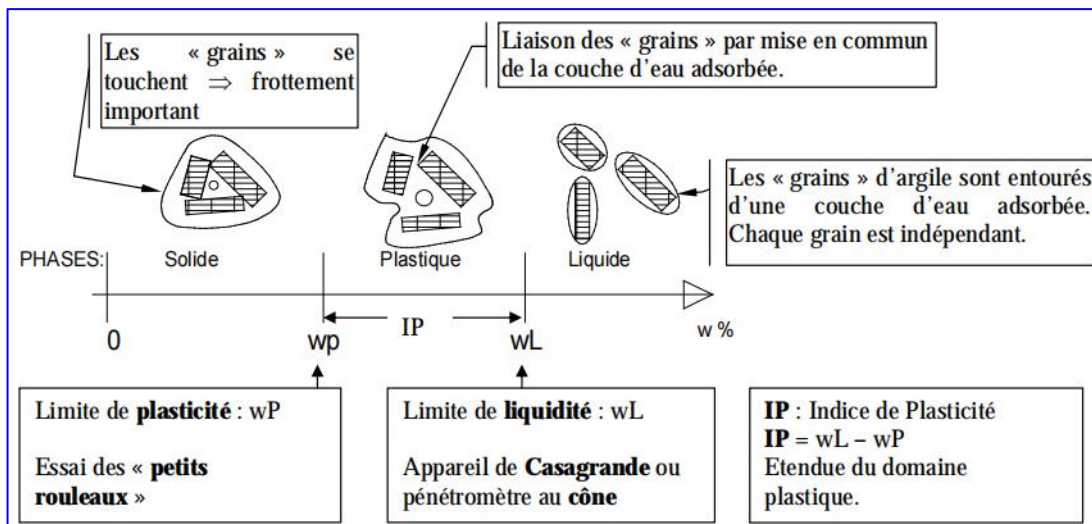 Les « grains » se
touchent ⇒ frottement
important
Liaison des « grains » par mise en commun
de la couche d'eau adsorbée.
Les « grains » d'argile sont entourés
d'une couche d'eau adsorbée.
Chaque grain est indépendant.
PHASES: Solide Plastique Liquide
IP
0 wp wL w %
Limite de plasticité : wP
Essai des « petits
rouleaux »
Limite de liquidité : wL
Appareil de Casagrande ou
pénétromètre au cône
IP : Indice de Plasticité
IP = wL – wP
Etendue du domaine
plastique.